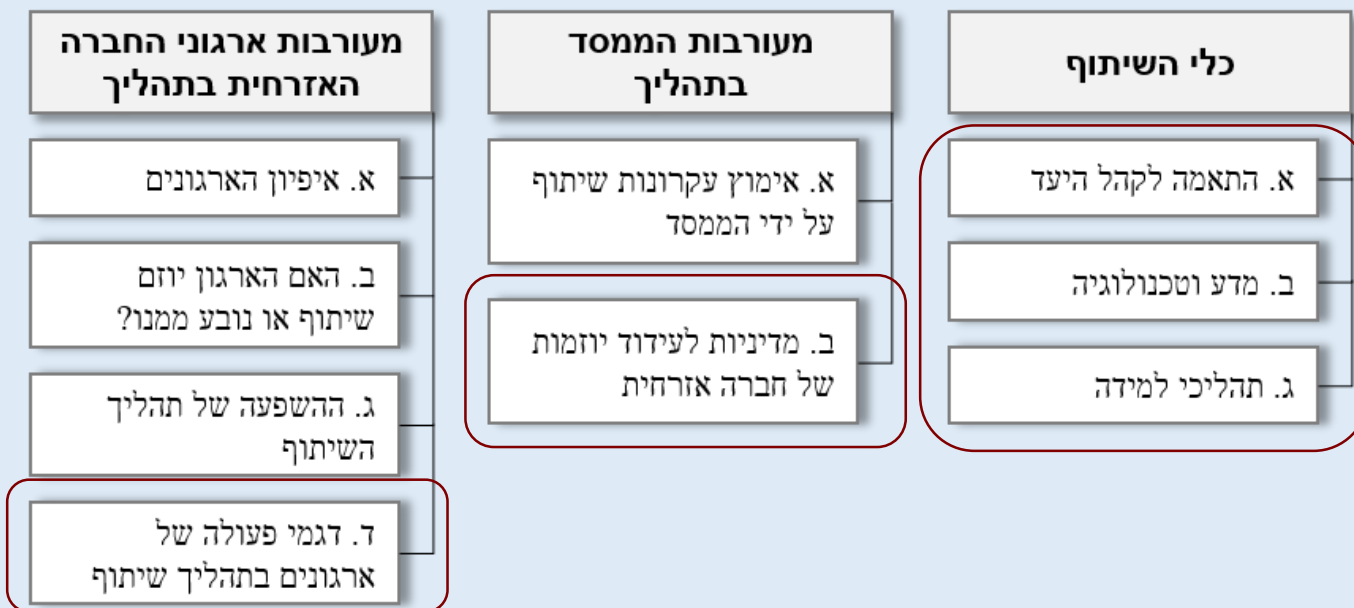 כלי השיתוף
א. התאמה לקהל היעד
ב. מדע וטכנולוגיה
ג. תהליכי למידה
מעורבות הממסד
בתהליך
א. אימוץ עקרונות שיתוף
על ידי הממסד
ב. מדיניות לעידוד יוזמות
של חברה אזרחית
מעורבות ארגוני החברה
האזרחית בתהליך
א. איפיון הארגונים
ב. האם הארגון יוזם
שיתוף או נובע ממנו?
ג. ההשפעה של תהליך
השיתוף
ד. דגמי פעולה של
ארגונים בתהליך שיתוף